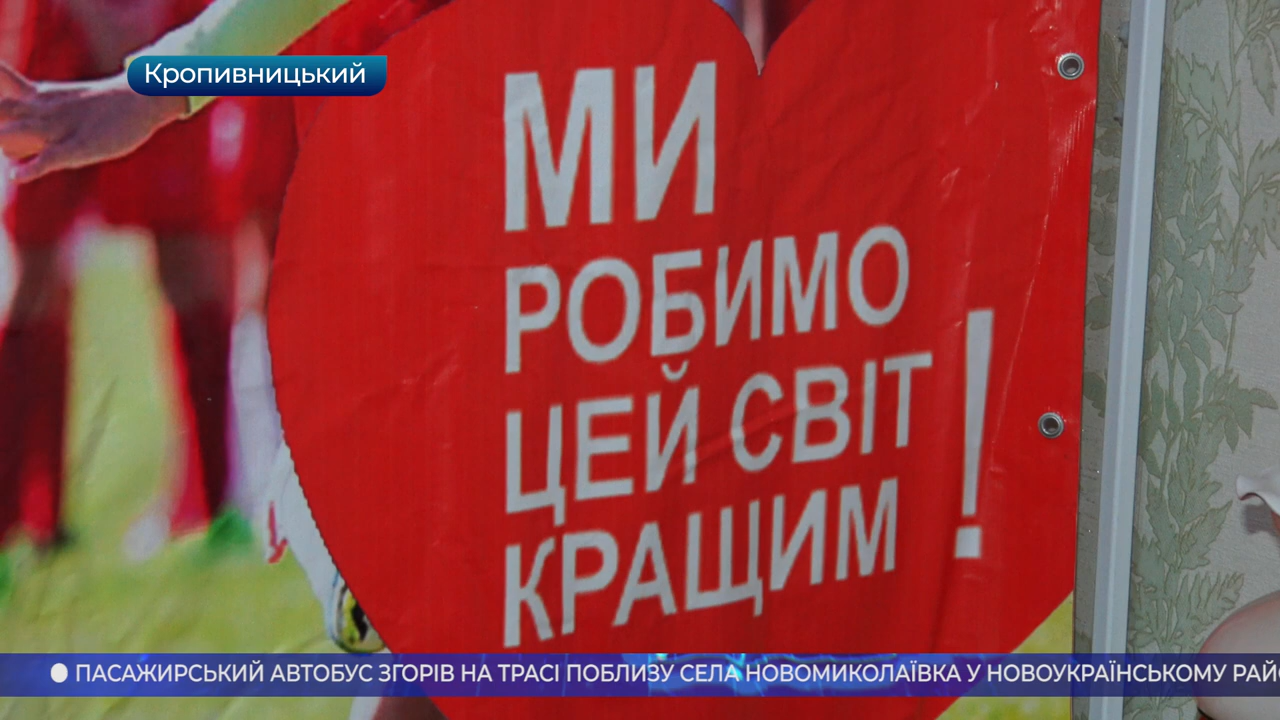 Кропивницький
МИ
РОБИМО
ЦЕЙ СВІТ
КРАЩИМ!
ПАСАЖИРСЬКИЙ АВТОБУС ЗГОРІВ НА ТРАСІ ПОБЛИЗУ СЕЛА НОВОМИКОЛАЇВКА У НОВОУКРАЇНСЬКОМУ